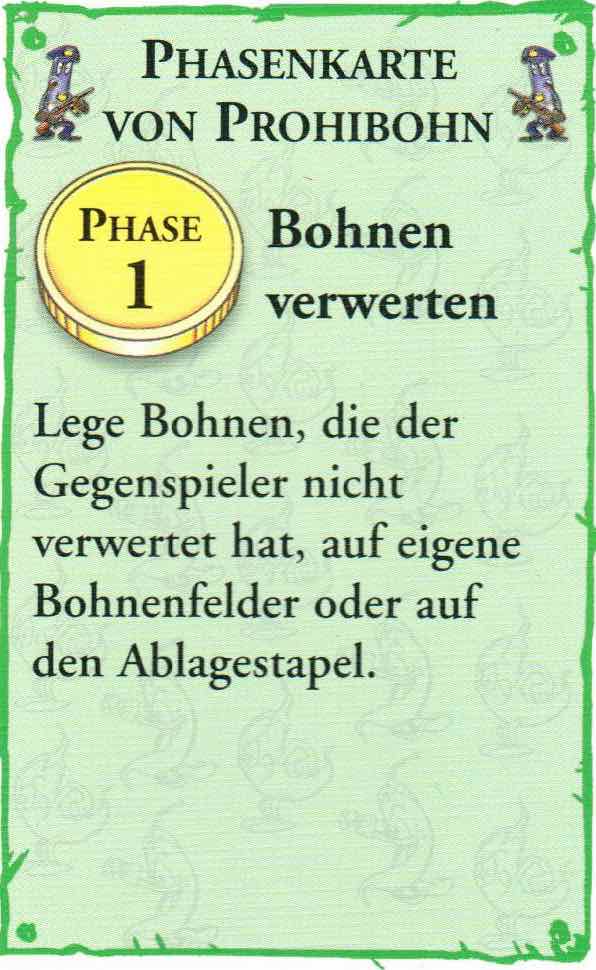 Phasenkarte
von Prohibohn
Phase
1
Bohnen
verwerten
Lege Bohnen, die der
Gegenspieler nicht
verwertet hat, auf eigene
Bohnenfelder oder auf
den Ablagestapel.